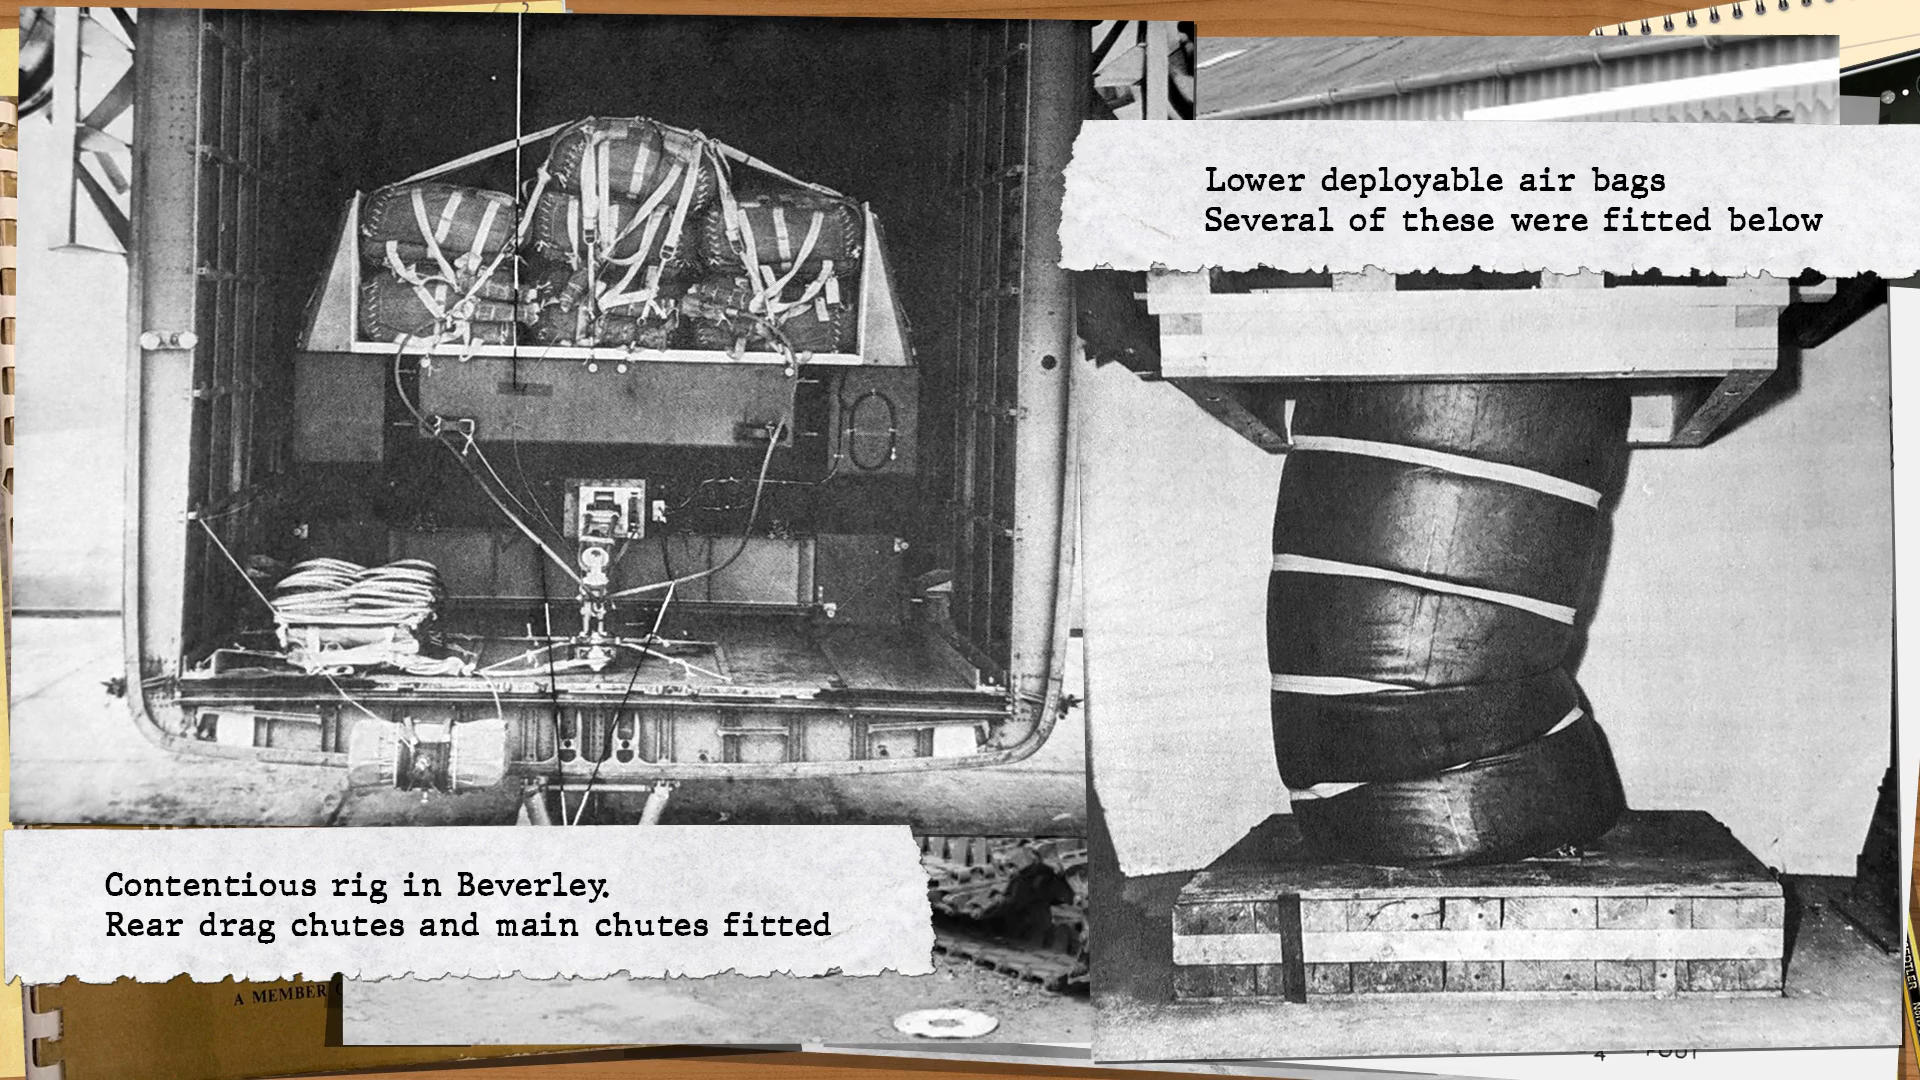 Lower deployable air bags
Several of these were fitted below
Contentious rig in Beverley.
Rear drag chutes and main chutes fitted
A MEMBER